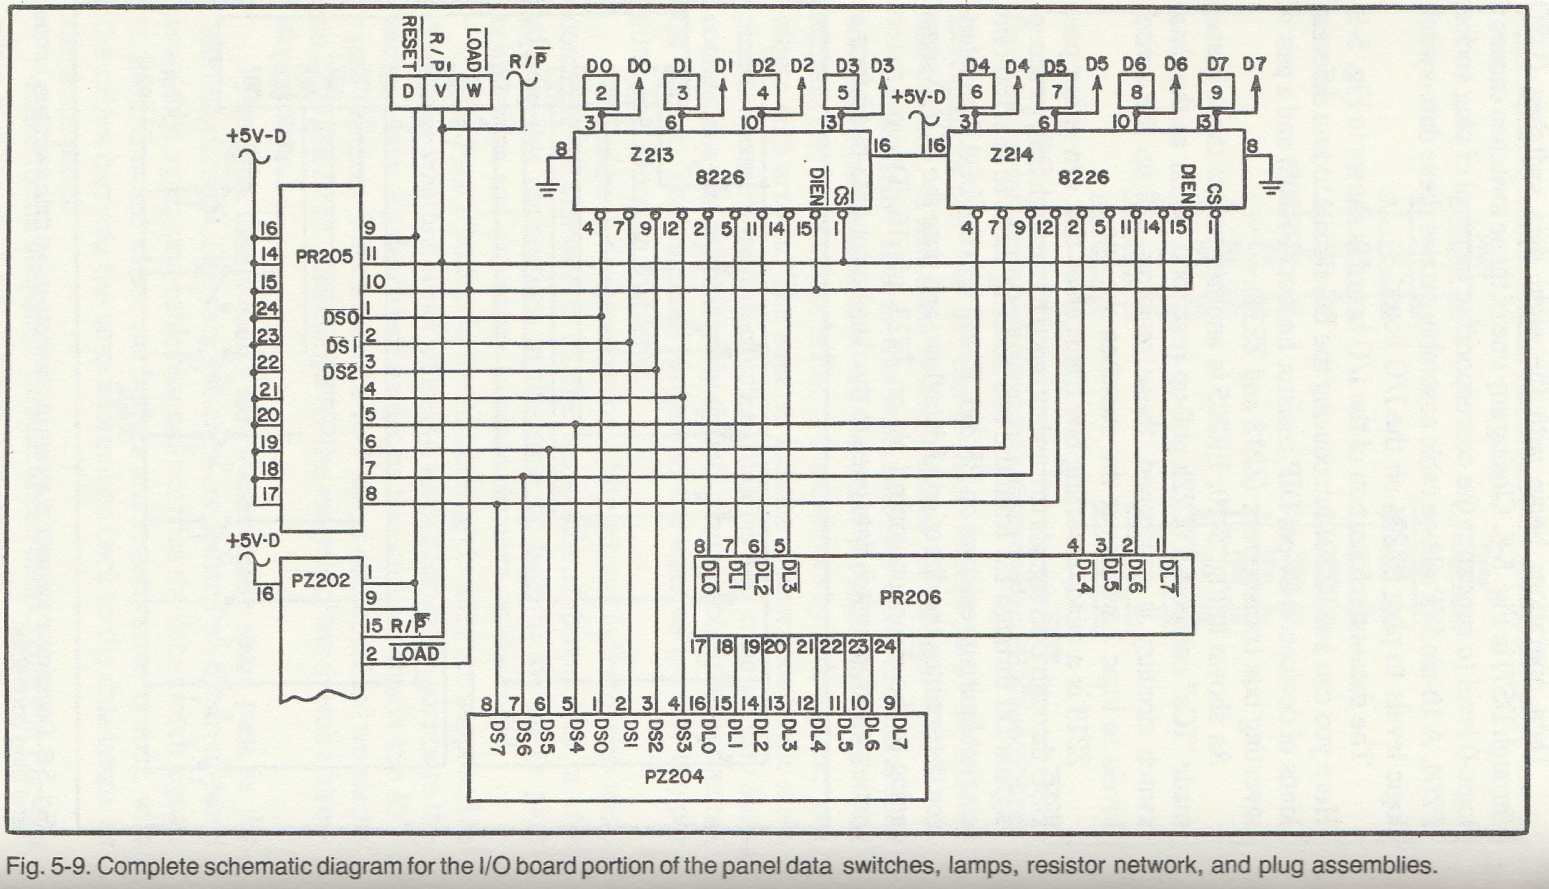 RESET R/P LOAD
R/P
D V W
D0 D0 D1 D1 D2 D2 D3 D3
2 3 4 5
+5V-D
D4 D4 D5 D5 D6 D6 D7 D7
6 7 8 9
3 6 10 13
3 6 10 13
8 Z213 8226 DIEN CS 16
16 Z214 8226 DIEN CS 8
4 7 9 12 2 5 11 14 15 1
4 7 9 12 2 5 11 14 15 1
+5V-D
PR205
16 9
14 11
15 10
24 DS0 1
23 DS1 2
22 DS2 3
21 4
20 5
19 6
18 7
17 8
+5V-D
PZ202
16 1
9
15 R/P
2 LOAD
8 7 6 5
4 3 2 1
DL0 DL1 DL2 DL3
DL4 DL5 DL6 DL7
PR206
17 18 19 20 21 22 23 24
8 7 6 5 1 2 3 4 16 15 14 13 12 11 10 9
DS7 DS6 DS5 DS4 DS0 DS1 DS2 DS3 DL0 DL1 DL2 DL3 DL4 DL5 DL6 DL7
PZ204
Fig. 5-9. Complete schematic diagram for the I/O board portion of the panel data switches, lamps, resistor network, and plug assemblies.